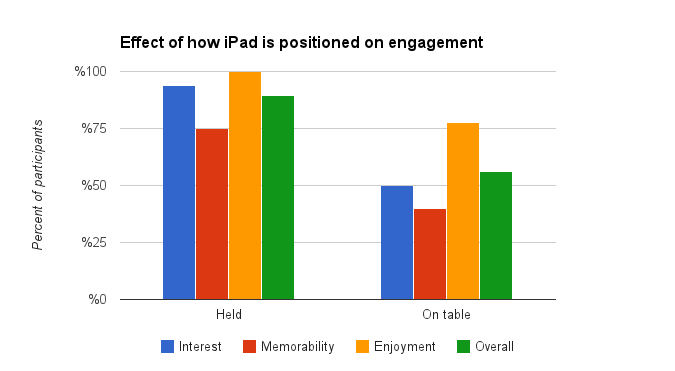 Effect of how iPad is positioned on engagement
%100
%75
%50
%25
%0
Percent of participants
Held
On table
Interest
Memorability
Enjoyment
Overall